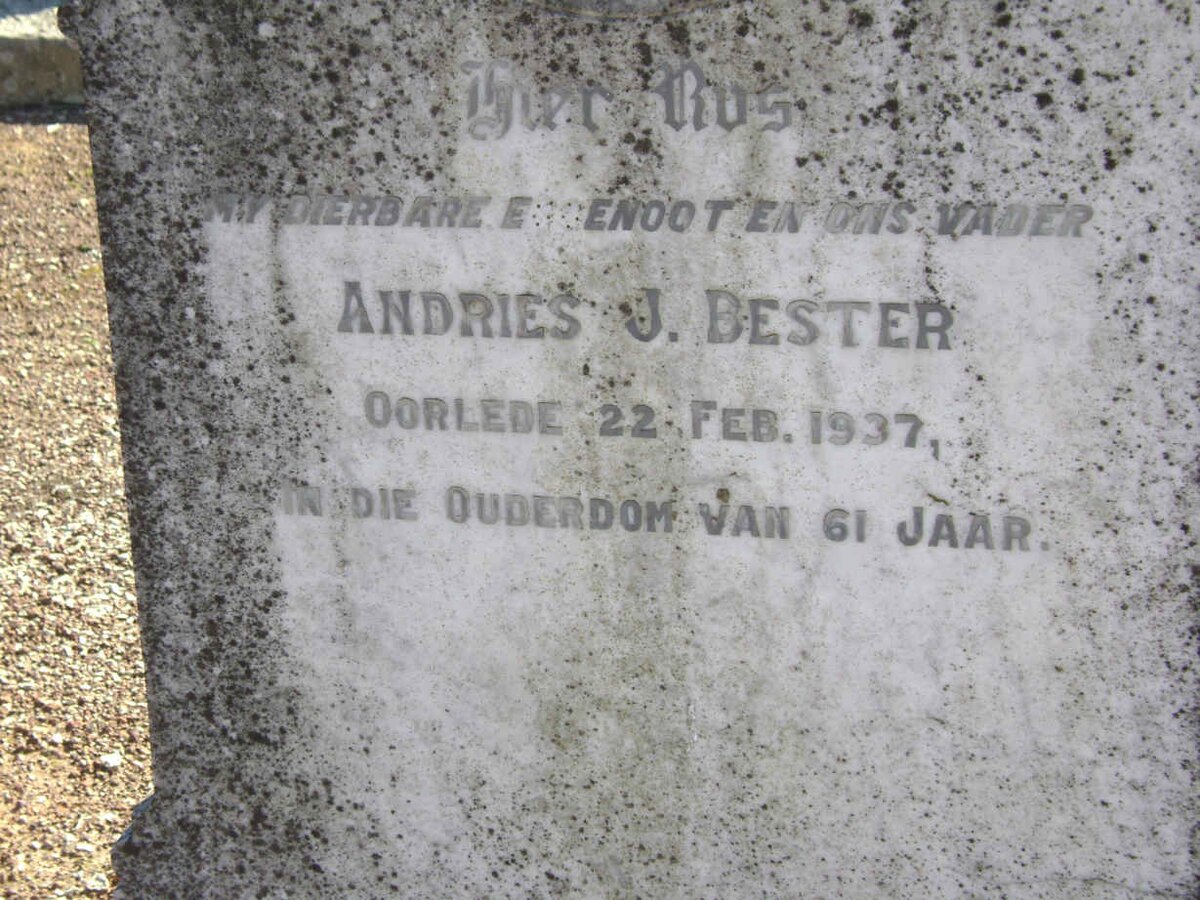 Hier Rus
MY DIERBARE EGGENOOT EN ONS VADER
ANDRIES J. BESTER
OORLEDE 22 FEB. 1937,
IN DIE OUDERDOM VAN 61 JAAR.